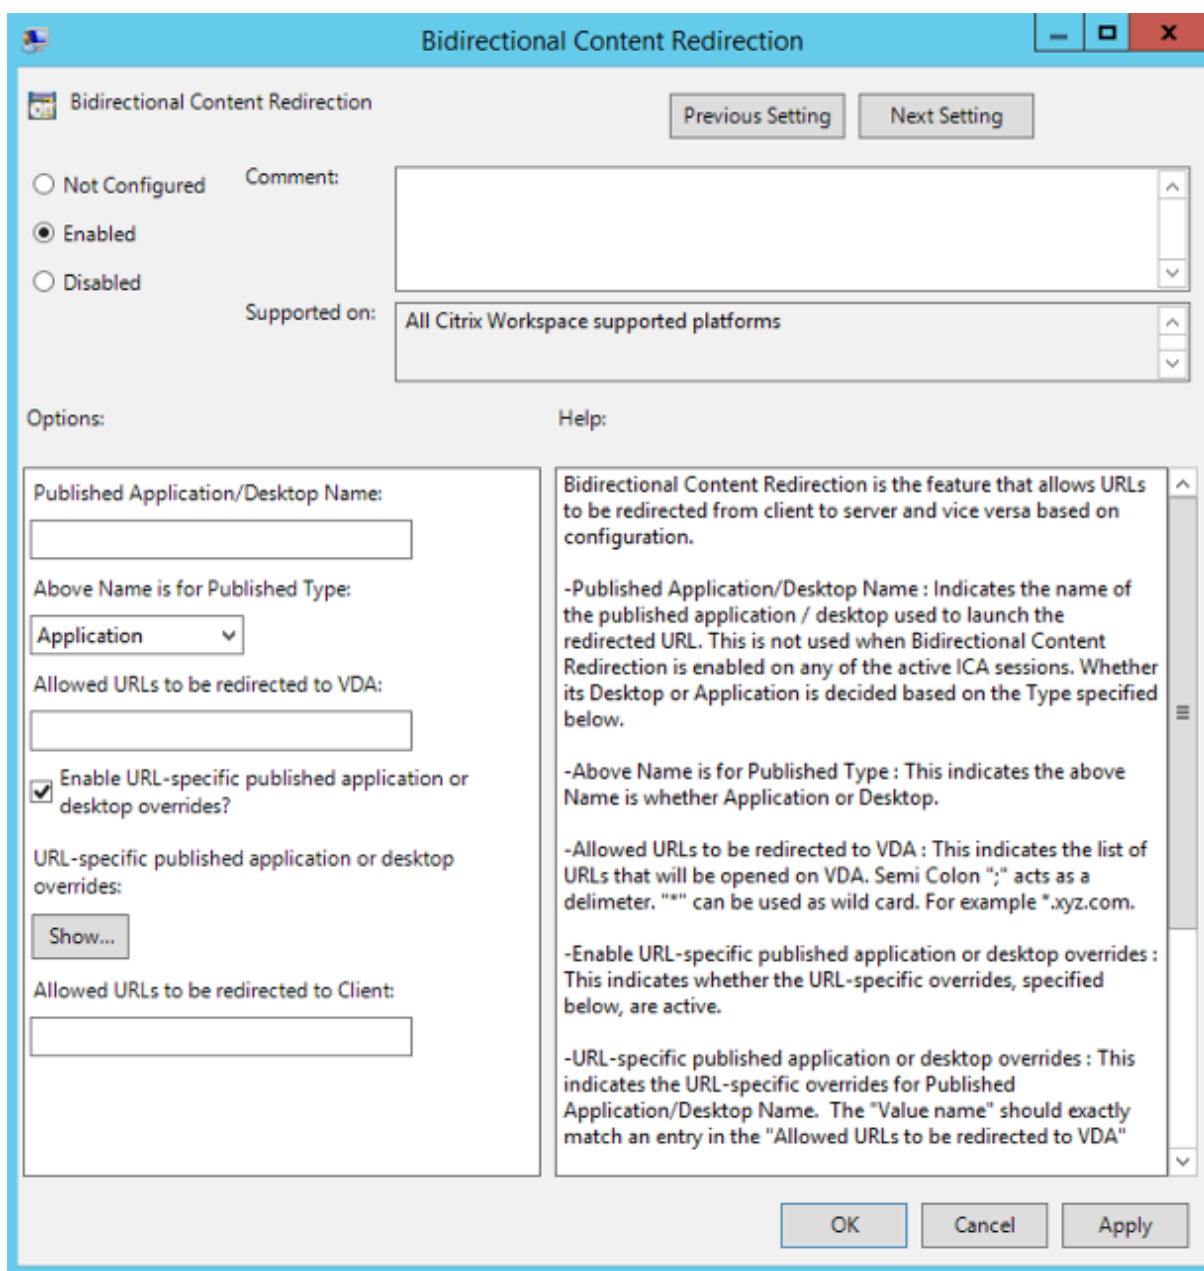 Bidirectional Content Redirection
Bidirectional Content Redirection
Previous Setting
Next Setting
Not Configured
Comment:
Enabled
Disabled
Supported on:
All Citrix Workspace supported platforms
Options:
Help:
Published Application/Desktop Name:
Above Name is for Published Type:
Application
Allowed URLs to be redirected to VDA:
Enable URL-specific published application or
desktop overrides?
URL-specific published application or desktop
overrides:
Show...
Allowed URLs to be redirected to Client:
Bidirectional Content Redirection is the feature that allows URLs
to be redirected from client to server and vice versa based on
configuration.
-Published Application/Desktop Name : Indicates the name of
the published application / desktop used to launch the
redirected URL. This is not used when Bidirectional Content
Redirection is enabled on any of the active ICA sessions. Whether
its Desktop or Application is decided based on the Type specified
below.
-Above Name is for Published Type : This indicates the above
Name is whether Application or Desktop.
-Allowed URLs to be redirected to VDA : This indicates the list of
URLs that will be opened on VDA. Semi Colon ";" acts as a
delimeter. "*" can be used as wild card. For example *.xyz.com.
-Enable URL-specific published application or desktop overrides :
This indicates whether the URL-specific overrides, specified
below, are active.
-URL-specific published application or desktop overrides : This
indicates the URL-specific overrides for Published
Application/Desktop Name.  The "Value name" should exactly
match an entry in the "Allowed URLs to be redirected to VDA"
OK
Cancel
Apply